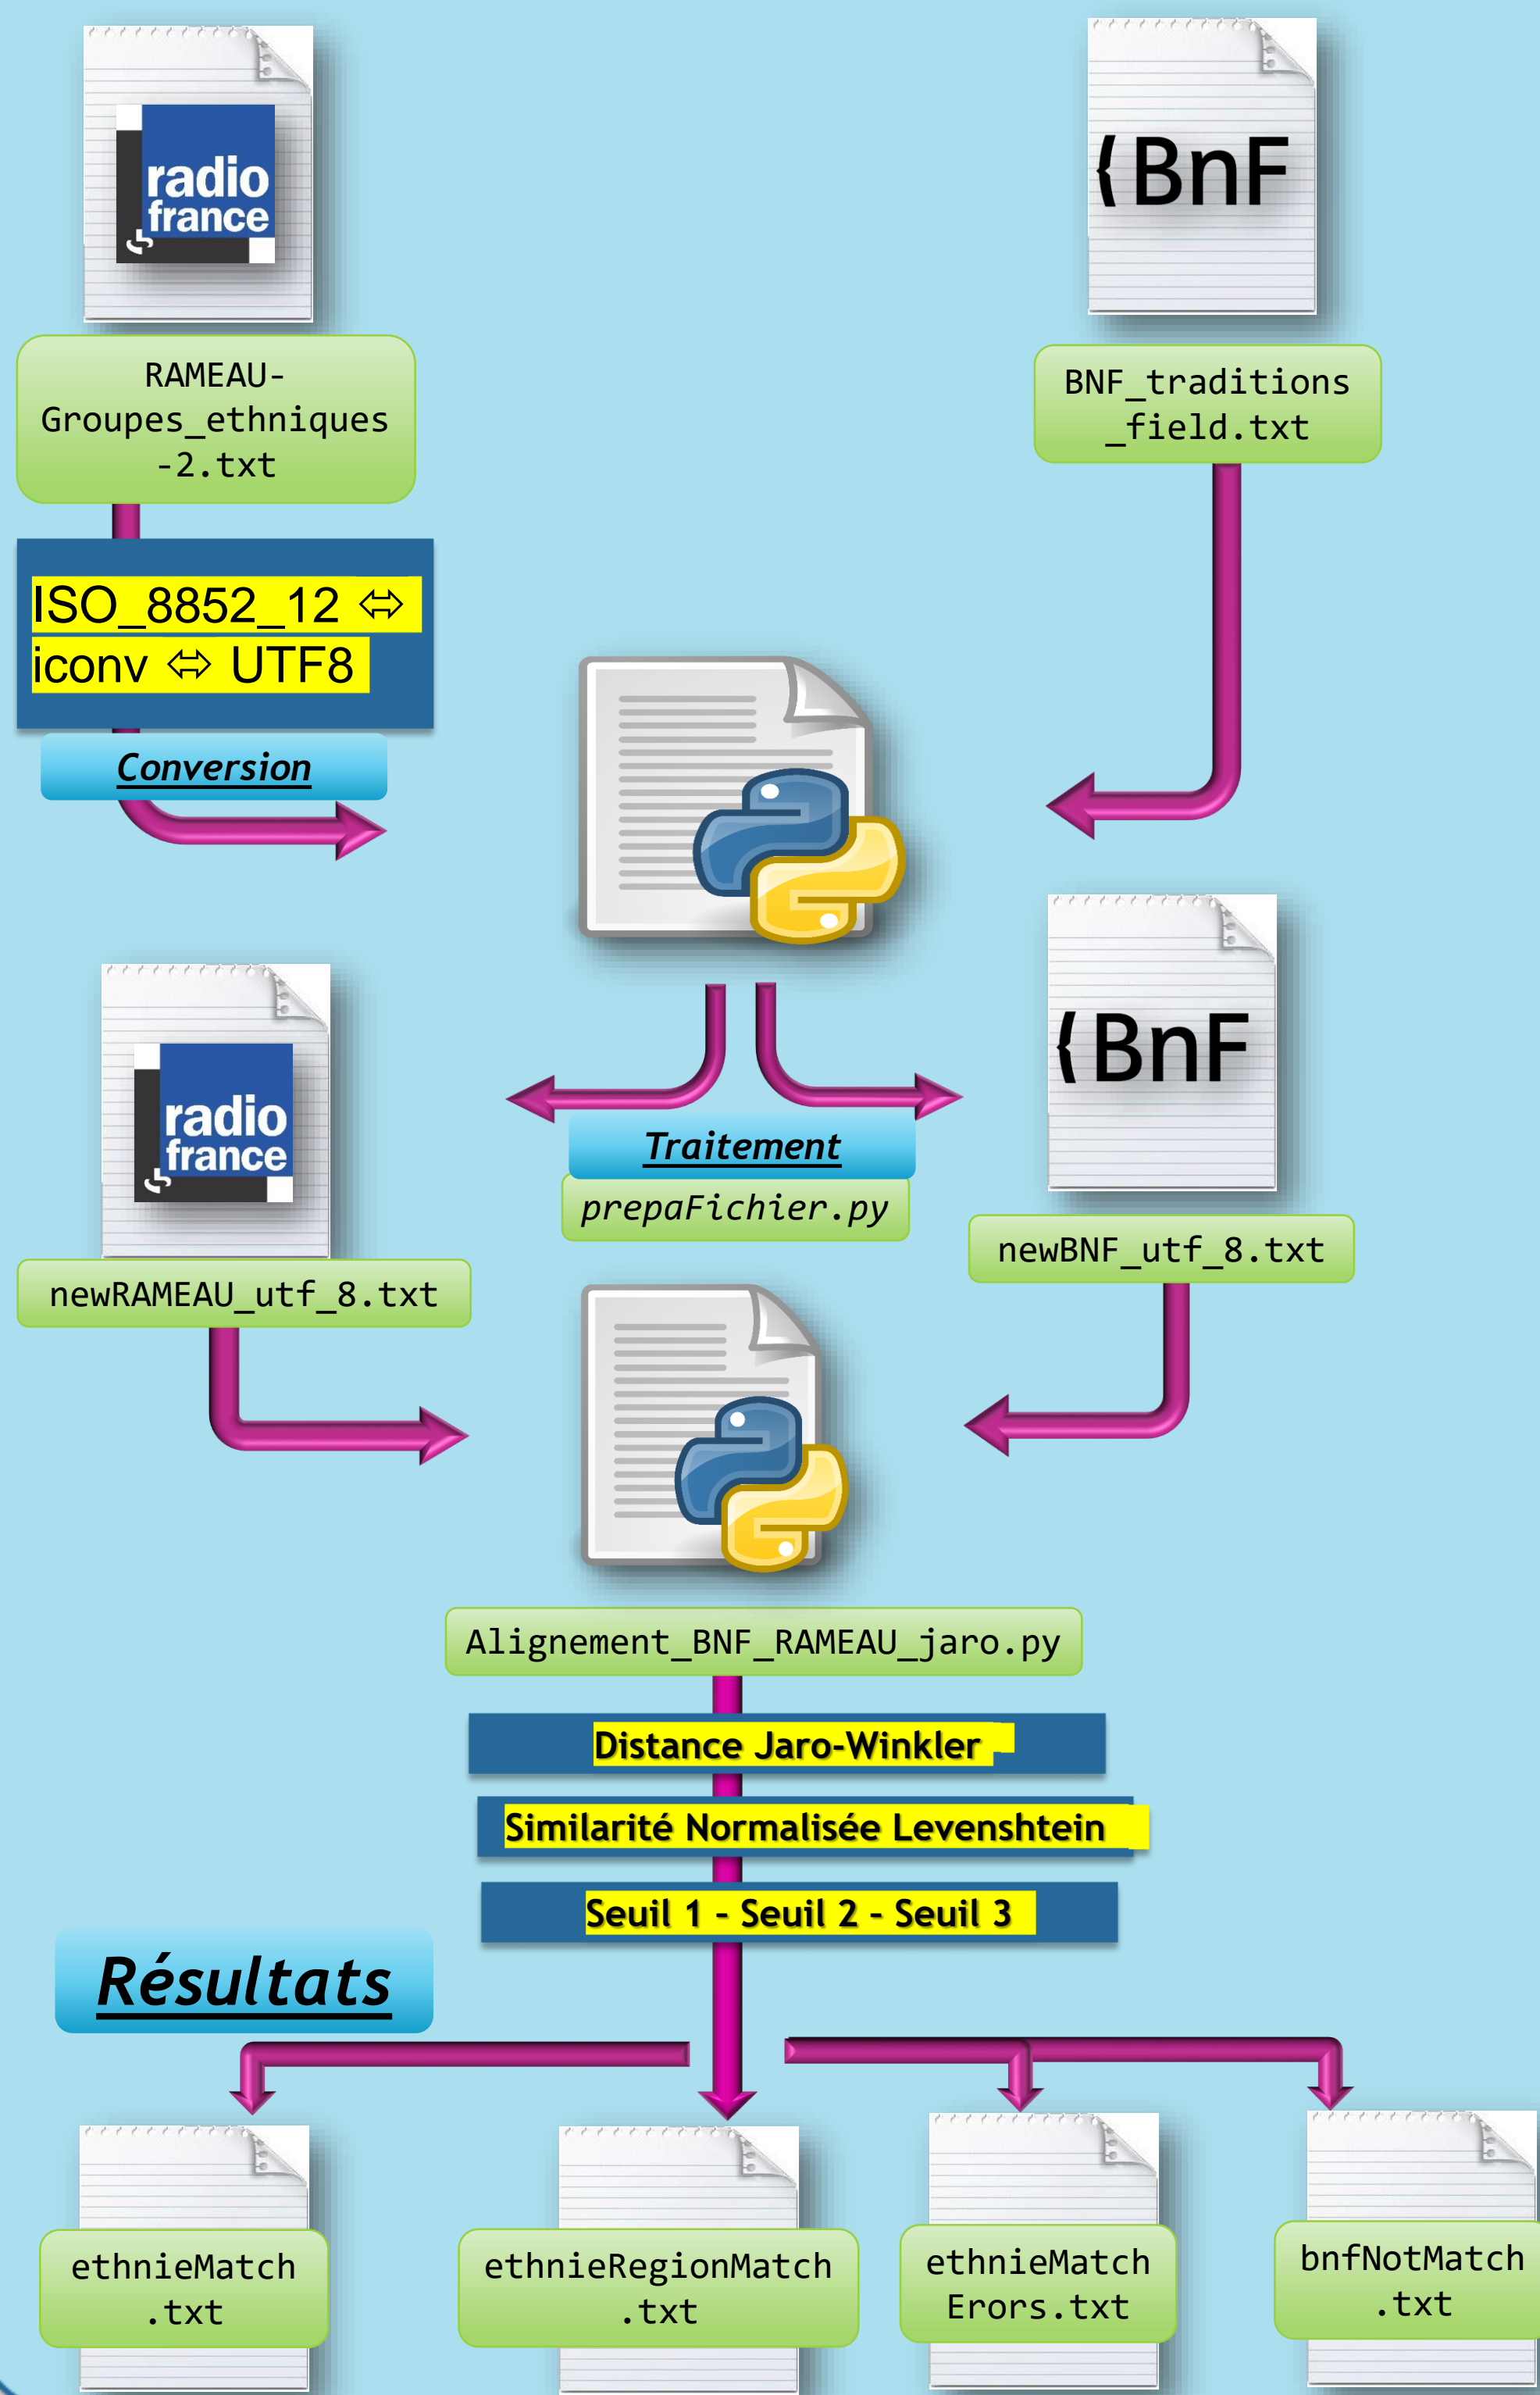 radio
france
{BnF
RAMEAU-
Groupes_ethniques
-2.txt
BNF_traditions
_field.txt
ISO_8852_12 ⬄
iconv ⬄ UTF8
Conversion
radio
france
{BnF
Traitement
prepaFichier.py
newRAMEAU_utf_8.txt
newBNF_utf_8.txt
Alignement_BNF_RAMEAU_jaro.py
Distance Jaro-Winkler
Similarité Normalisée Levenshtein
Seuil 1 – Seuil 2 – Seuil 3
Résultats
ethnieMatch
.txt
ethnieRegionMatch
.txt
ethnieMatch
Erors.txt
bnfNotMatch
.txt